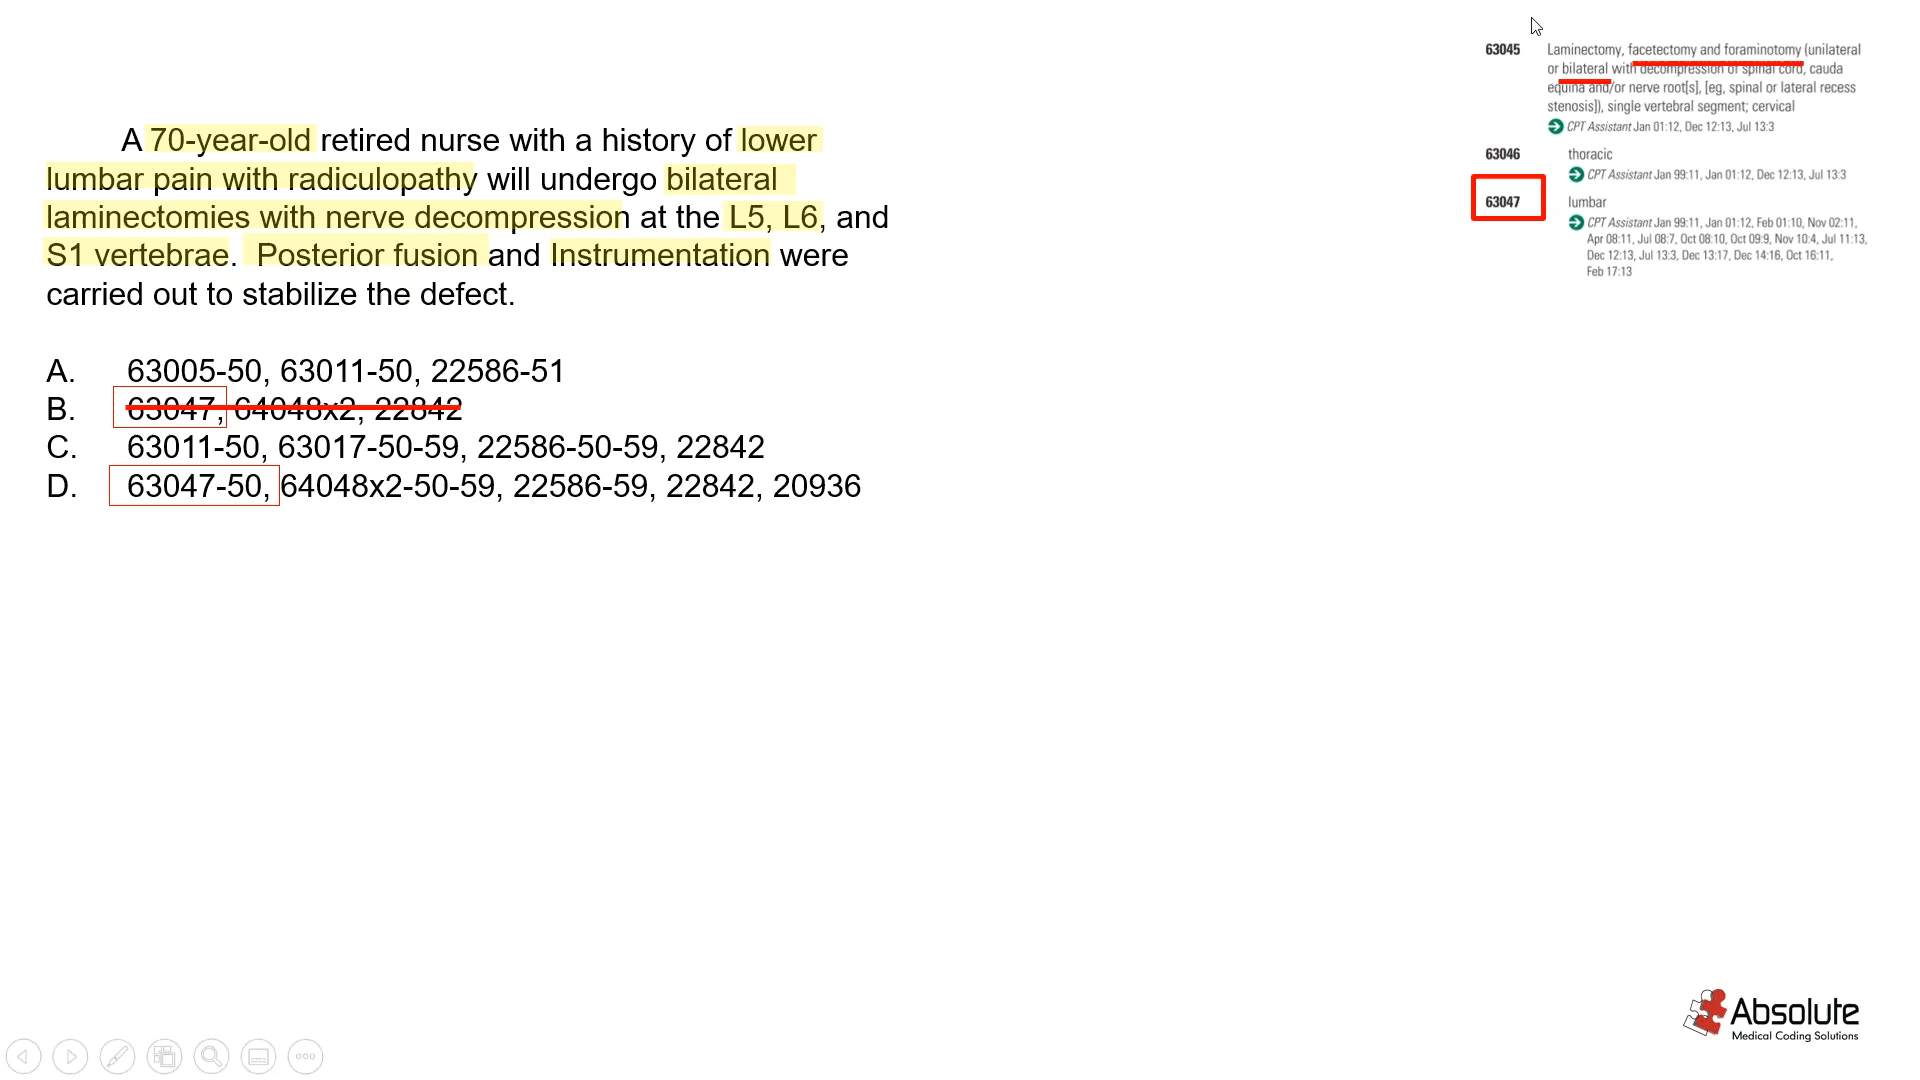 A 70-year-old retired nurse with a history of lower
lumbar pain with radiculopathy will undergo bilateral
laminectomies with nerve decompression at the L5, L6, and
S1 vertebrae.  Posterior fusion and Instrumentation were
carried out to stabilize the defect.
A. 63005-50, 63011-50, 22586-51
B. 63047, 64048x2, 22842
C. 63011-50, 63017-50-59, 22586-50-59, 22842
D. 63047-50, 64048x2-50-59, 22586-59, 22842, 20936
63045 Laminectomy, facetectomy and foraminotomy (unilateral
or bilateral with decompression of spinal cord, cauda
equina and/or nerve root[s], [eg, spinal or lateral recess
stenosis]), single vertebral segment; cervical
CPT Assistant Jan 01:12, Dec 12:13, Jul 13:3
63046 thoracic
CPT Assistant Jan 99:11, Jan 01:12, Dec 12:13, Jul 13:3
63047 lumbar
CPT Assistant Jan 99:11, Jan 01:12, Feb 01:10, Nov 02:11,
Apr 08:11, Jul 08:7, Oct 08:10, Oct 09:9, Nov 10:4, Jul 11:13,
Dec 12:13, Jul 13:3, Dec 13:17, Dec 14:16, Oct 16:11,
Feb 17:13
Absolute
Medical Coding Solutions